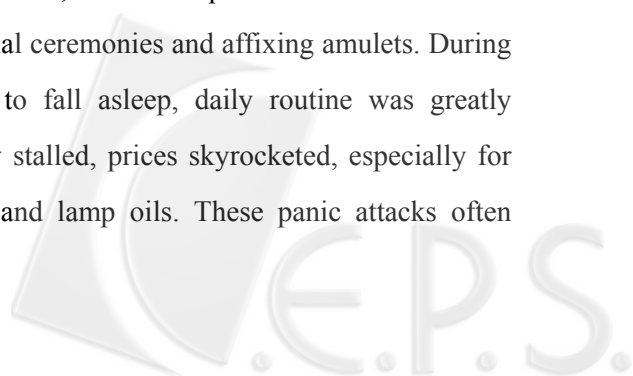 al ceremonies and affixing amulets. During
to fall asleep, daily routine was greatly
stalled, prices skyrocketed, especially for
and lamp oils. These panic attacks often
C.E.P.S.